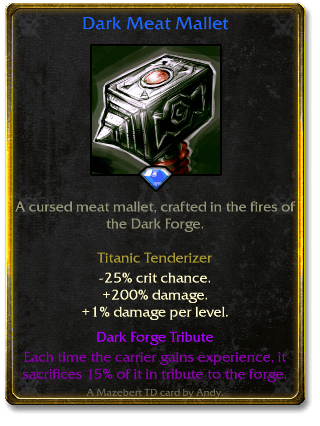 Dark Meat Mallet
A cursed meat mallet, crafted in the fires of
the Dark Forge.
Titanic Tenderizer
-25% crit chance.
+200% damage.
+1% damage per level.
Dark Forge Tribute
Each time the carrier gains experience, it
sacrifices 15% of it in tribute to the forge.
A Mazebert TD card by Andy.